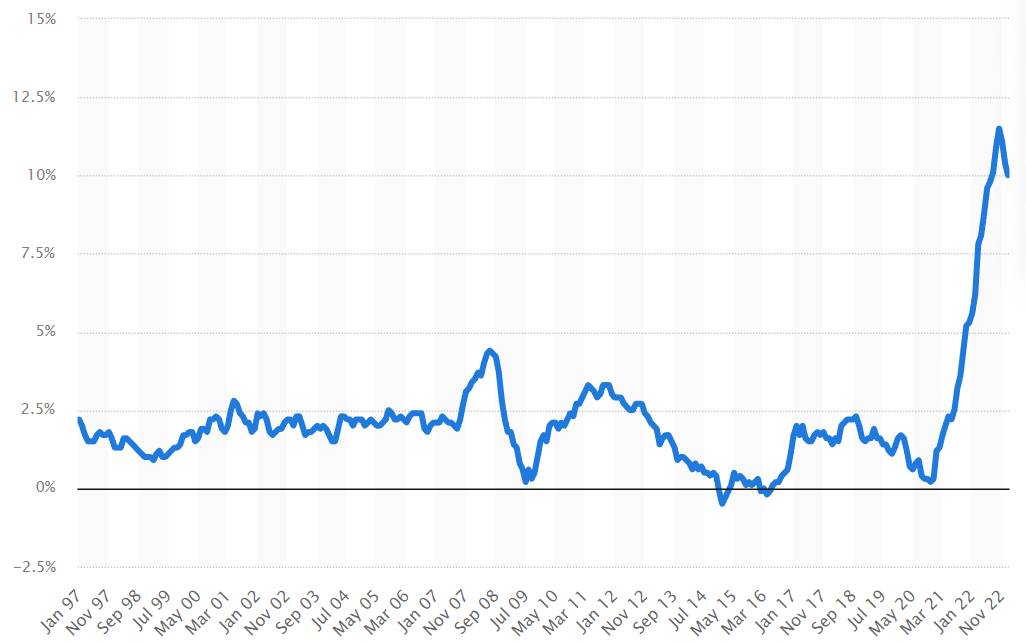 15%
12.5%
10%
7.5%
5%
2.5%
0%
−2.5%
Jan 97
Nov 97
Sep 98
Jul 99
May 00
Mar 01
Jan 02
Nov 02
Sep 03
Jul 04
May 05
Mar 06
Jan 07
Nov 07
Sep 08
Jul 09
May 10
Mar 11
Jan 12
Nov 12
Sep 13
Jul 14
May 15
Mar 16
Jan 17
Nov 17
Sep 18
Jul 19
May 20
Mar 21
Jan 22
Nov 22